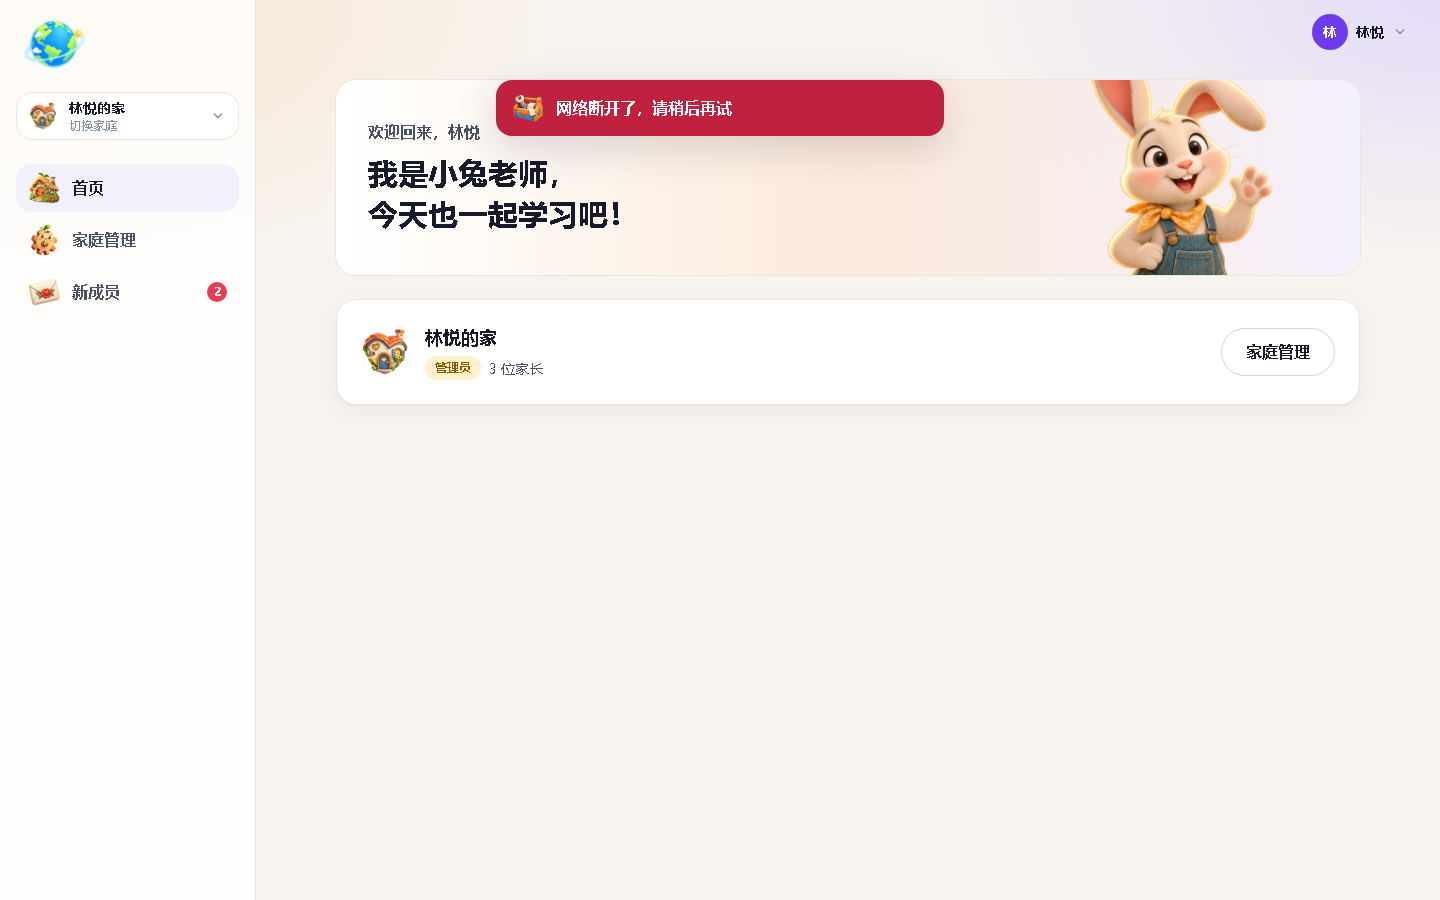 林 林悦
林悦的家
切换家庭
首页
家庭管理
新成员 2
网络断开了，请稍后再试
欢迎回来，林悦
我是小兔老师，
今天也一起学习吧！
林悦的家
管理员 3 位家长
家庭管理